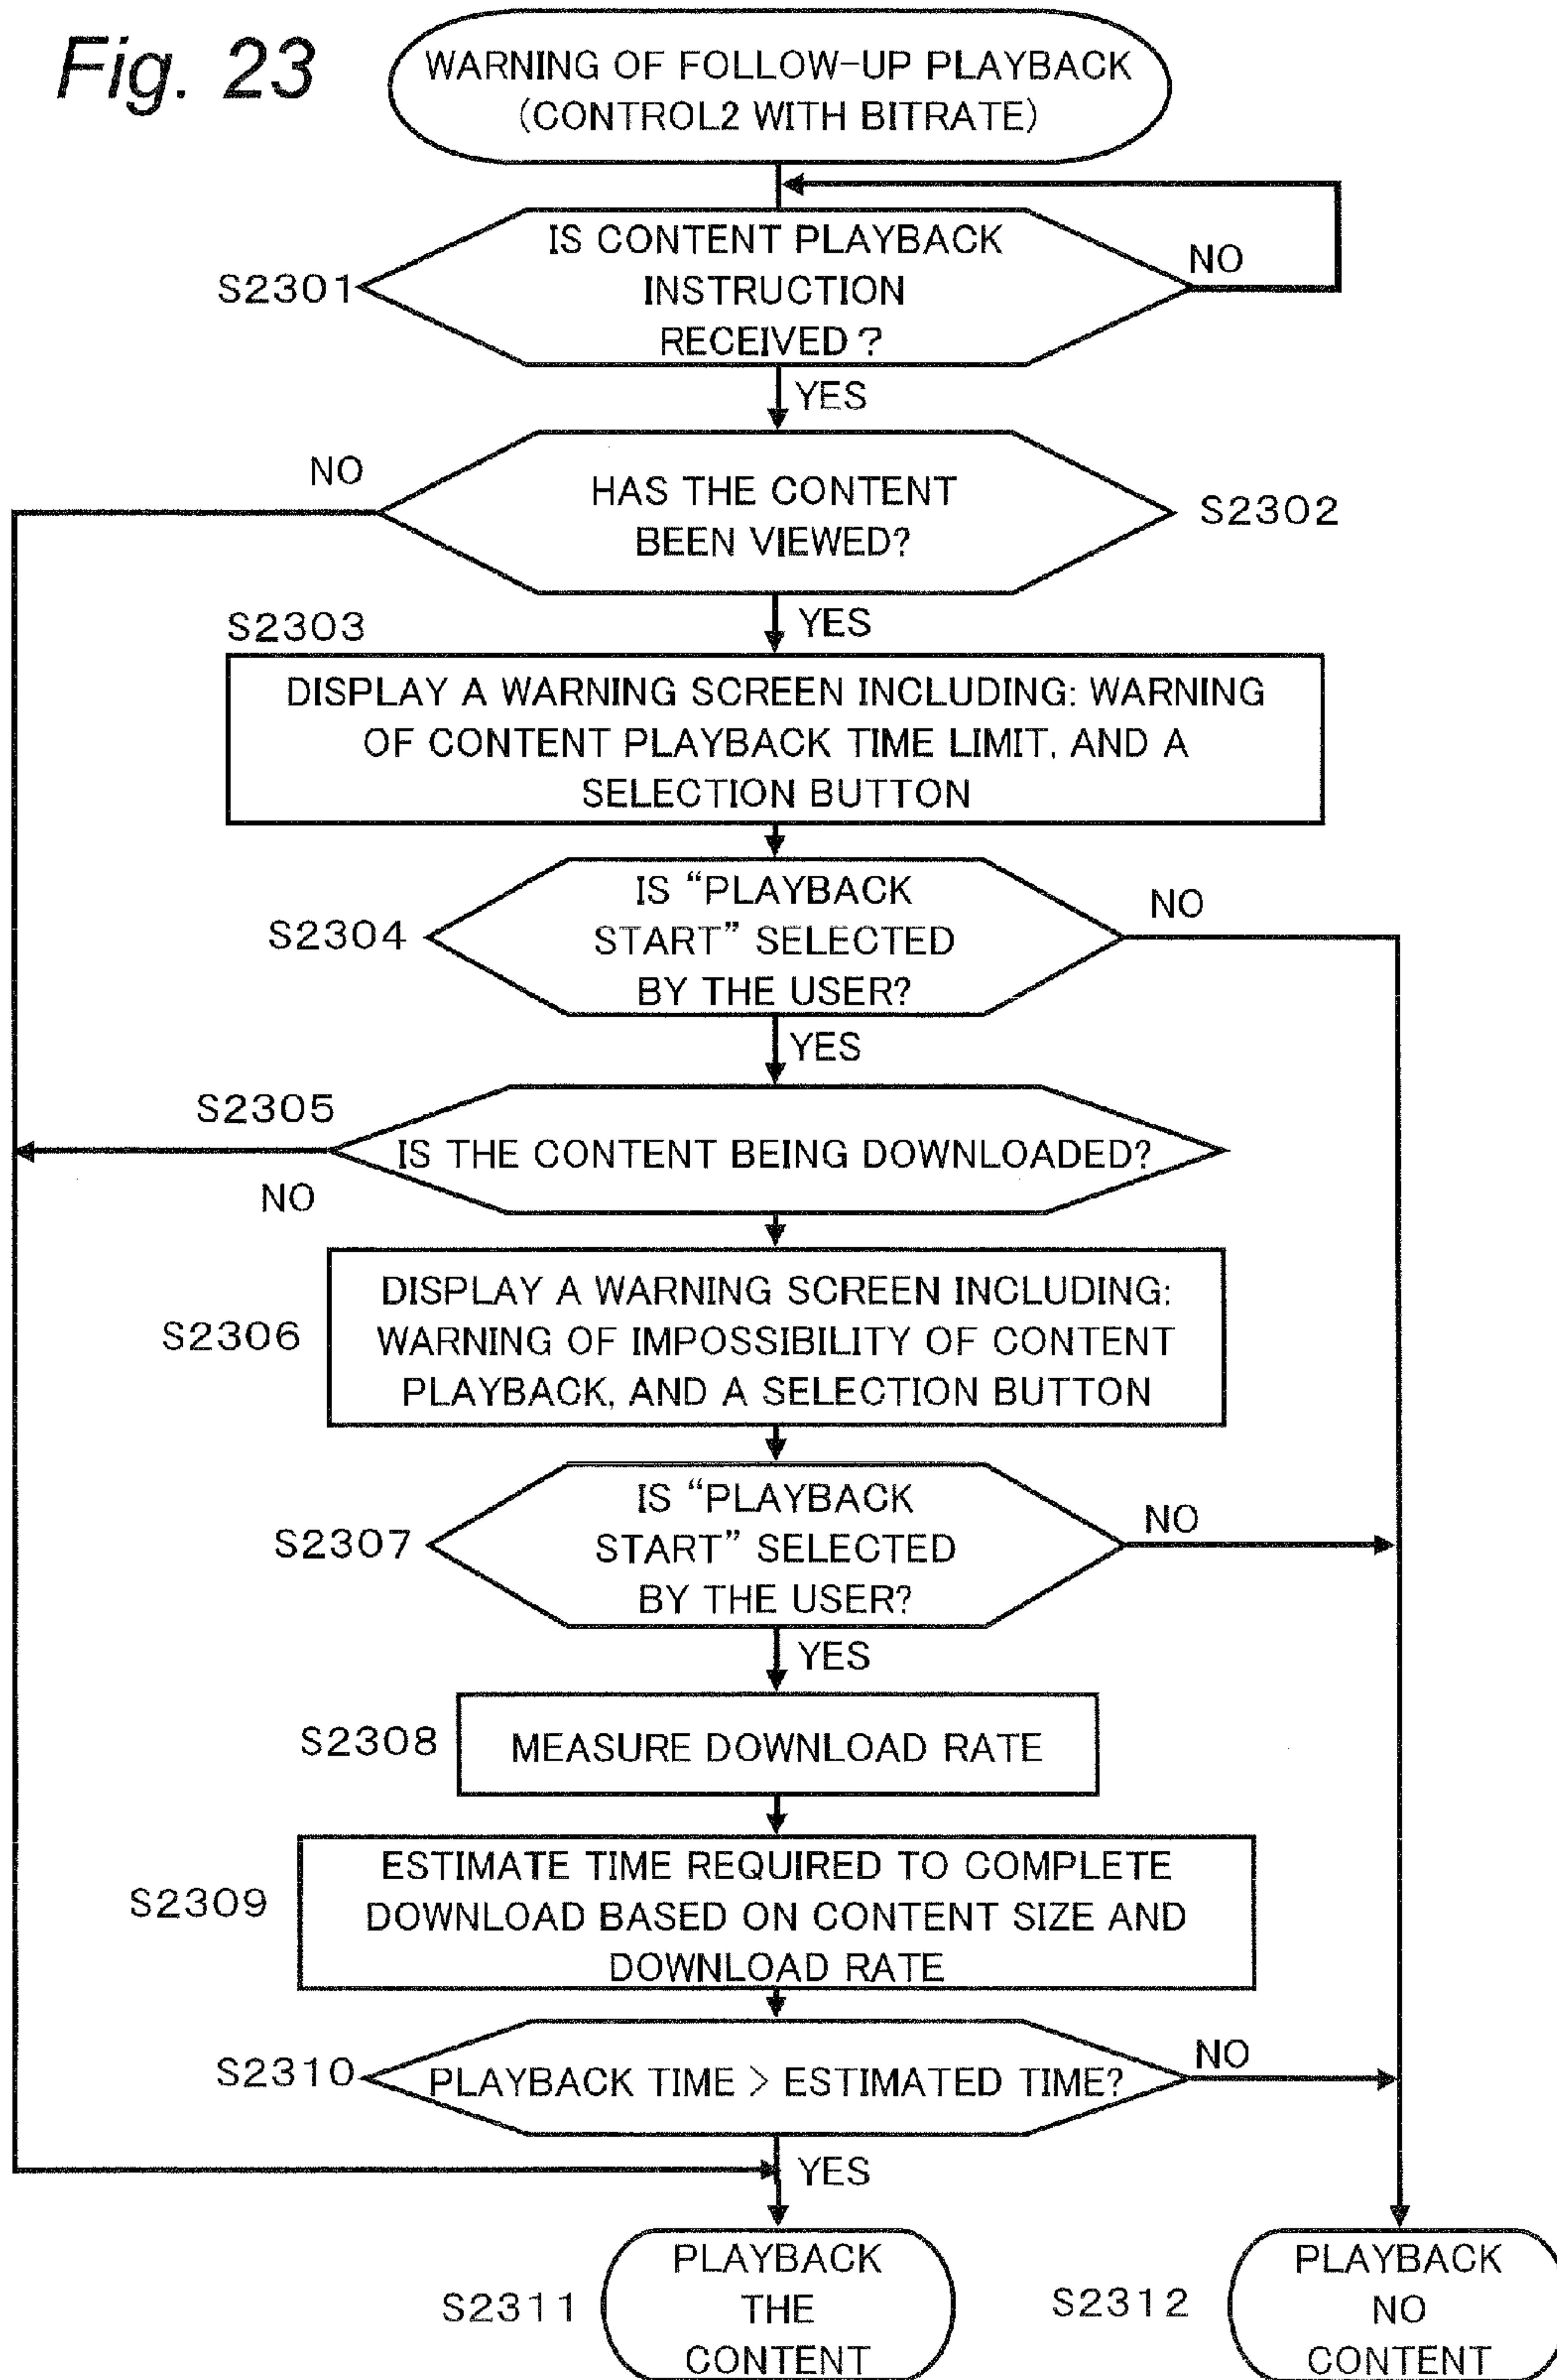 Fig. 23
WARNING OF FOLLOW-UP PLAYBACK
(CONTROL2 WITH BITRATE)
S2301
IS CONTENT PLAYBACK
INSTRUCTION
RECEIVED ?
NO
YES
NO
HAS THE CONTENT
BEEN VIEWED?
S2302
YES
S2303
DISPLAY A WARNING SCREEN INCLUDING: WARNING
OF CONTENT PLAYBACK TIME LIMIT, AND A
SELECTION BUTTON
S2304
IS “PLAYBACK
START” SELECTED
BY THE USER?
NO
YES
S2305
IS THE CONTENT BEING DOWNLOADED?
NO
S2306
DISPLAY A WARNING SCREEN INCLUDING:
WARNING OF IMPOSSIBILITY OF CONTENT
PLAYBACK, AND A SELECTION BUTTON
S2307
IS “PLAYBACK
START” SELECTED
BY THE USER?
NO
YES
S2308
MEASURE DOWNLOAD RATE
S2309
ESTIMATE TIME REQUIRED TO COMPLETE
DOWNLOAD BASED ON CONTENT SIZE AND
DOWNLOAD RATE
S2310
PLAYBACK TIME > ESTIMATED TIME?
NO
YES
S2311
PLAYBACK
THE
CONTENT
S2312
PLAYBACK
NO
CONTENT